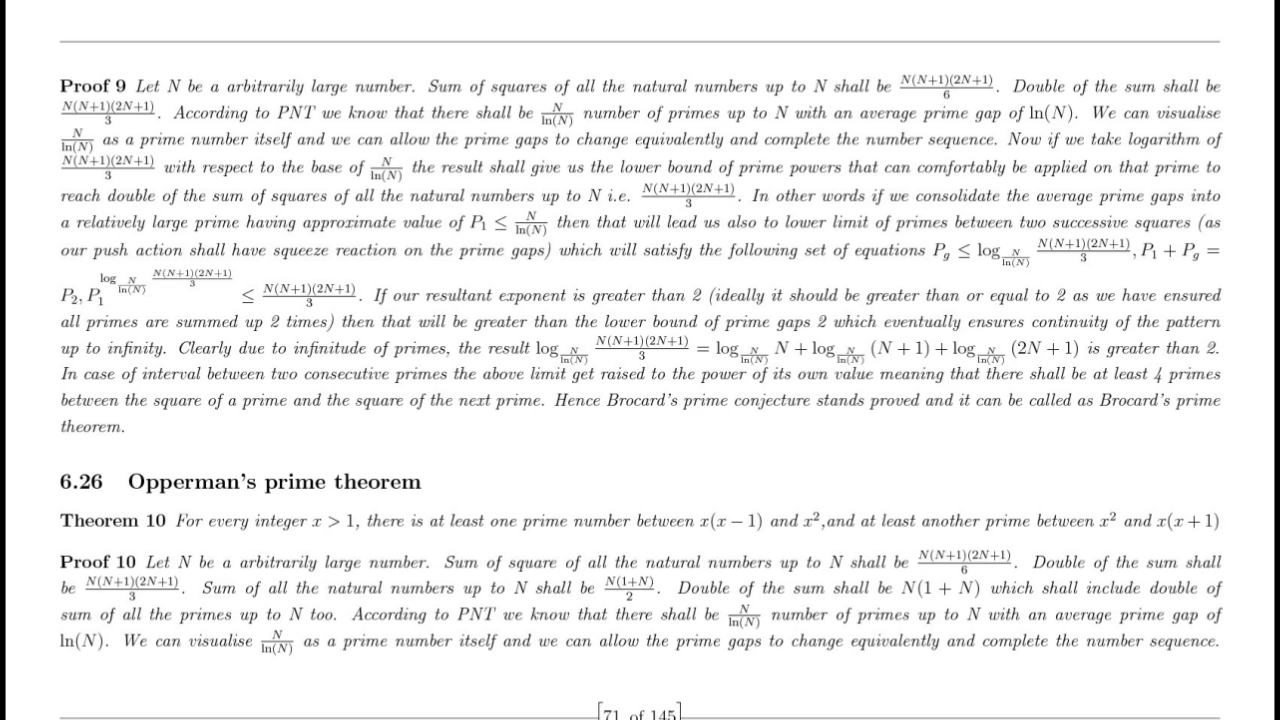 Proof 9 Let N be a arbitrarily large number. Sum of squares of all the natural numbers up to N shall be N(N+1)(2N+1)/6. Double of the sum shall be
N(N+1)(2N+1)/3. According to PNT we know that there shall be N/ln(N) number of primes up to N with an average prime gap of ln(N). We can visualise
N/ln(N) as a prime number itself and we can allow the prime gaps to change equivalently and complete the number sequence. Now if we take logarithm of
N(N+1)(2N+1)/3 with respect to the base of N/ln(N) the result shall give us the lower bound of prime powers that can comfortably be applied on that prime to
reach double of the sum of squares of all the natural numbers up to N i.e. N(N+1)(2N+1)/3. In other words if we consolidate the average prime gaps into
a relatively large prime having approximate value of P₁ ≤ N/ln(N) then that will lead us also to lower limit of primes between two successive squares (as
our push action shall have squeeze reaction on the prime gaps) which will satisfy the following set of equations P_g ≤ log_{N/ln(N)} N(N+1)(2N+1)/3, P₁ + P_g =
P₂, P₁^{log_{N/ln(N)} N(N+1)(2N+1)/3} ≤ N(N+1)(2N+1)/3. If our resultant exponent is greater than 2 (ideally it should be greater than or equal to 2 as we have ensured
all primes are summed up 2 times) then that will be greater than the lower bound of prime gaps 2 which eventually ensures continuity of the pattern
up to infinity. Clearly due to infinitude of primes, the result log_{N/ln(N)} N(N+1)(2N+1)/3 = log_{N/ln(N)} N + log_{N/ln(N)} (N + 1) + log_{N/ln(N)} (2N + 1) is greater than 2.
In case of interval between two consecutive primes the above limit get raised to the power of its own value meaning that there shall be at least 4 primes
between the square of a prime and the square of the next prime. Hence Brocard's prime conjecture stands proved and it can be called as Brocard's prime
theorem.
6.26 Opperman's prime theorem
Theorem 10 For every integer x > 1, there is at least one prime number between x(x − 1) and x²,and at least another prime between x² and x(x + 1)
Proof 10 Let N be a arbitrarily large number. Sum of square of all the natural numbers up to N shall be N(N+1)(2N+1)/6. Double of the sum shall
be N(N+1)(2N+1)/3. Sum of all the natural numbers up to N shall be N(1+N)/2. Double of the sum shall be N(1 + N) which shall include double of
sum of all the primes up to N too. According to PNT we know that there shall be N/ln(N) number of primes up to N with an average prime gap of
ln(N). We can visualise N/ln(N) as a prime number itself and we can allow the prime gaps to change equivalently and complete the number sequence.
71 of 145